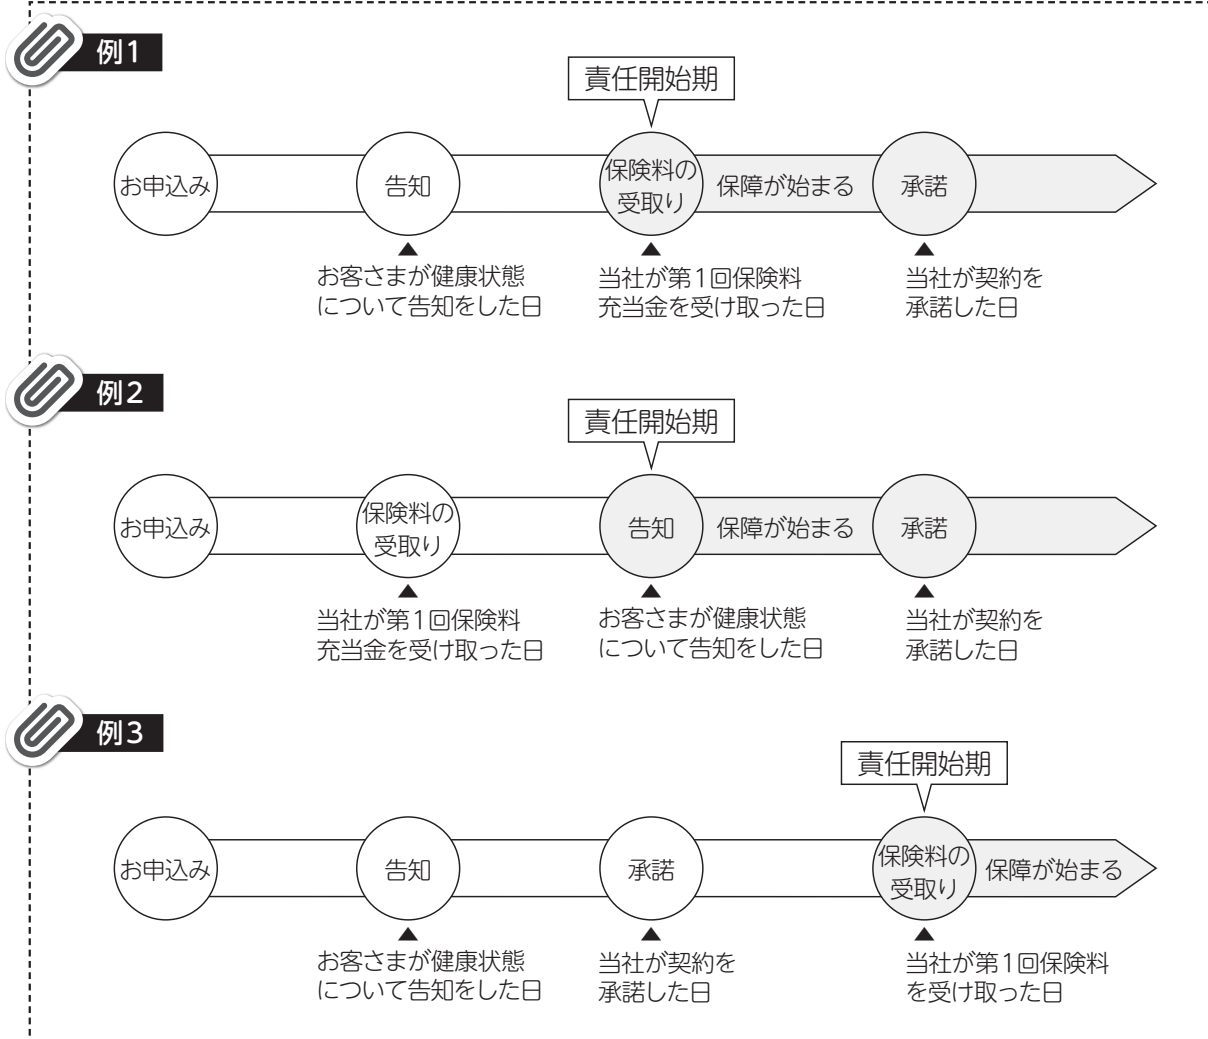 例1
責任開始期
お申込み
告知
保険料の
受取り
保障が始まる
承諾
お客さまが健康状態
について告知をした日
当社が第1回保険料
充当金を受け取った日
当社が契約を
承諾した日
例2
責任開始期
お申込み
保険料の
受取り
告知
保障が始まる
承諾
当社が第1回保険料
充当金を受け取った日
お客さまが健康状態
について告知をした日
当社が契約を
承諾した日
例3
責任開始期
お申込み
告知
承諾
保険料の
受取り
保障が始まる
お客さまが健康状態
について告知をした日
当社が契約を
承諾した日
当社が第1回保険料
を受け取った日